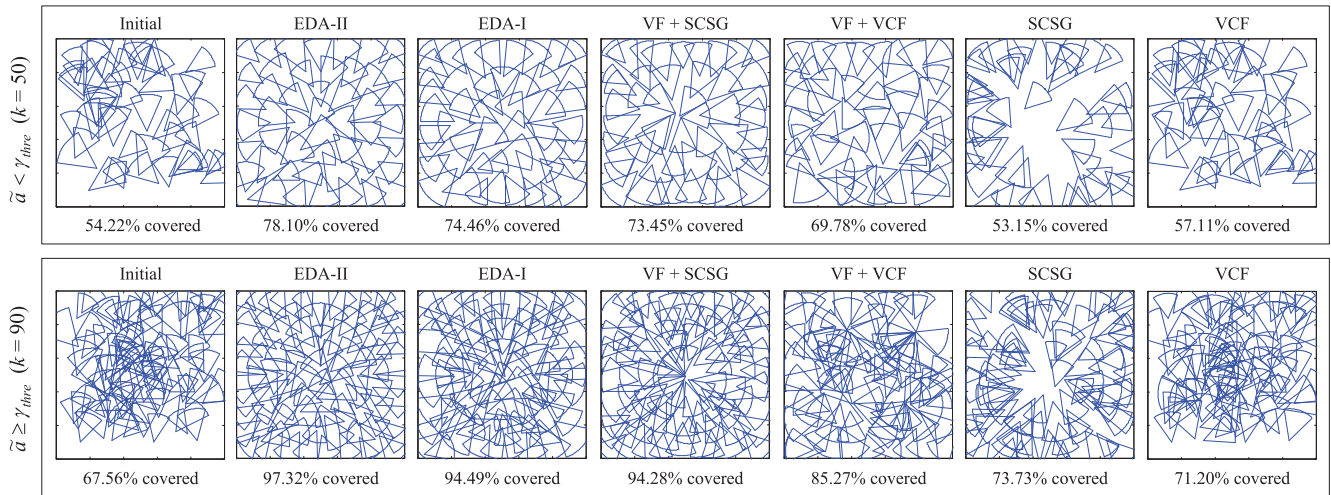 ã < γthre (k = 50)
Initial EDA-II EDA-I VF + SCSG VF + VCF SCSG VCF
54.22% covered 78.10% covered 74.46% covered 73.45% covered 69.78% covered 53.15% covered 57.11% covered
ã ≥ γthre (k = 90)
Initial EDA-II EDA-I VF + SCSG VF + VCF SCSG VCF
67.56% covered 97.32% covered 94.49% covered 94.28% covered 85.27% covered 73.73% covered 71.20% covered